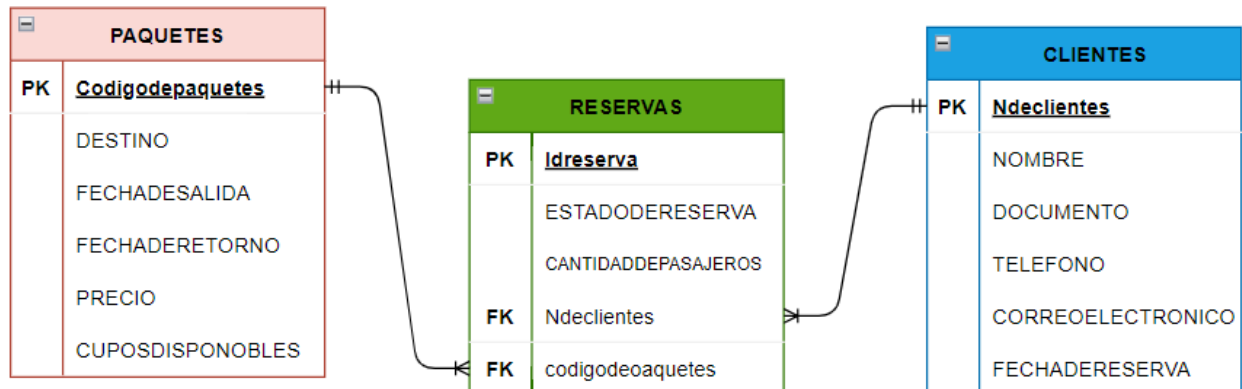 PAQUETES
PK Codigodepaquetes
DESTINO
FECHADESALIDA
FECHADERETORNO
PRECIO
CUPOSDISPONOBLES
RESERVAS
PK Idreserva
ESTADODERESERVA
CANTIDADDEPASAJEROS
FK Ndeclientes
FK codigodeoaquetes
CLIENTES
PK Ndeclientes
NOMBRE
DOCUMENTO
TELEFONO
CORREOELECTRONICO
FECHADERESERVA